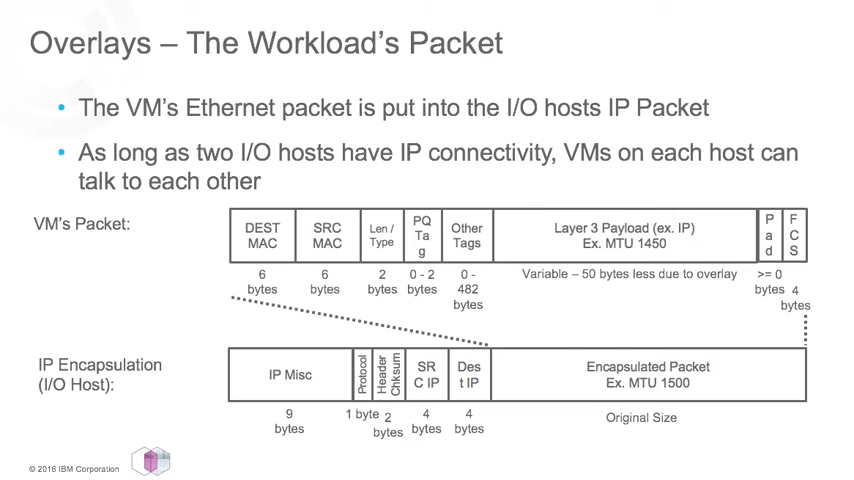 Overlays – The Workload's Packet
• The VM's Ethernet packet is put into the I/O hosts IP Packet
• As long as two I/O hosts have IP connectivity, VMs on each host can
talk to each other
VM's Packet:
DEST
MAC
SRC
MAC
Len /
Type
PQ
Ta
g
Other
Tags
Layer 3 Payload (ex. IP)
Ex. MTU 1450
P
a
d
F
C
S
6
bytes
6
bytes
2
bytes
0 - 2
bytes
0 -
482
bytes
Variable – 50 bytes less due to overlay
>= 0
bytes
4
bytes
IP Encapsulation
(I/O Host):
IP Misc
Protocol
Header
Chksum
SR
C IP
Des
t IP
Encapsulated Packet
Ex. MTU 1500
9
bytes
1 byte
2
bytes
4
bytes
4
bytes
Original Size
© 2016 IBM Corporation